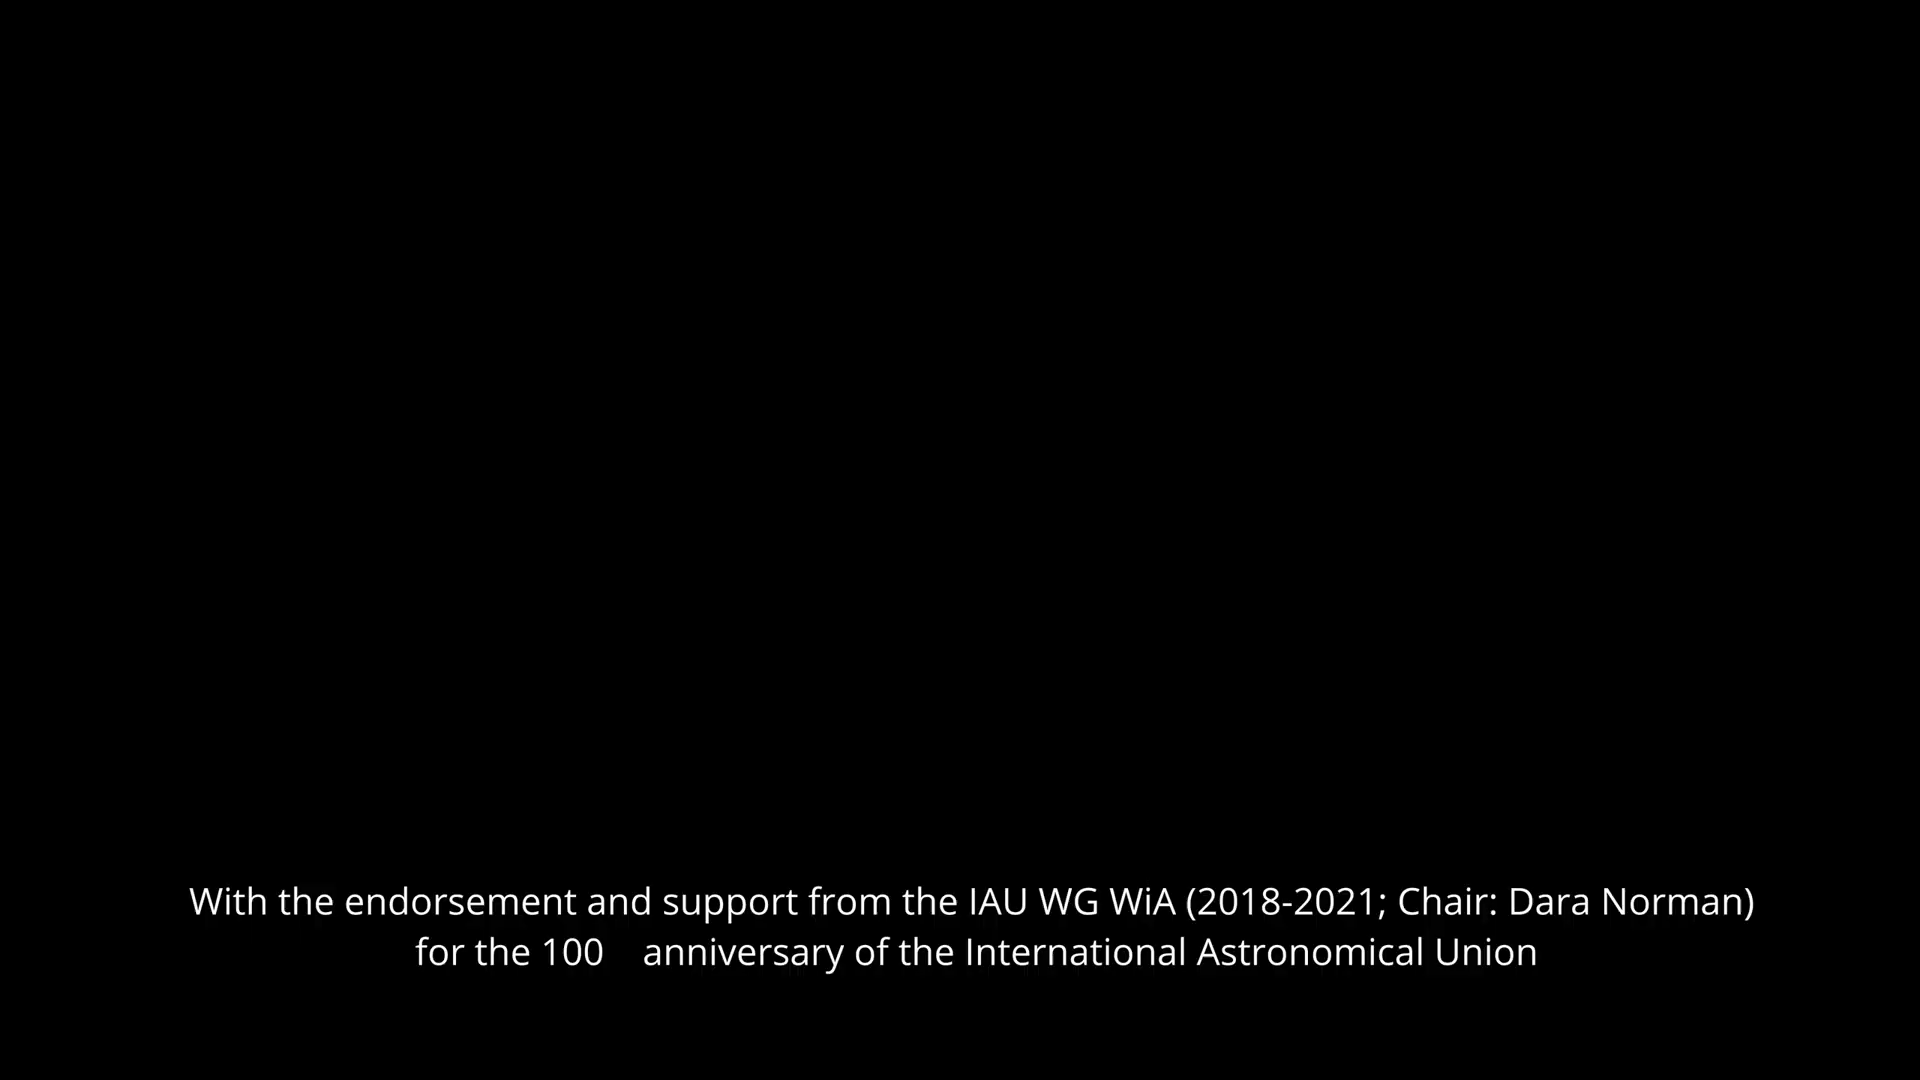 With the endorsement and support from the IAU WG WiA (2018-2021; Chair: Dara Norman)
for the 100 anniversary of the International Astronomical Union